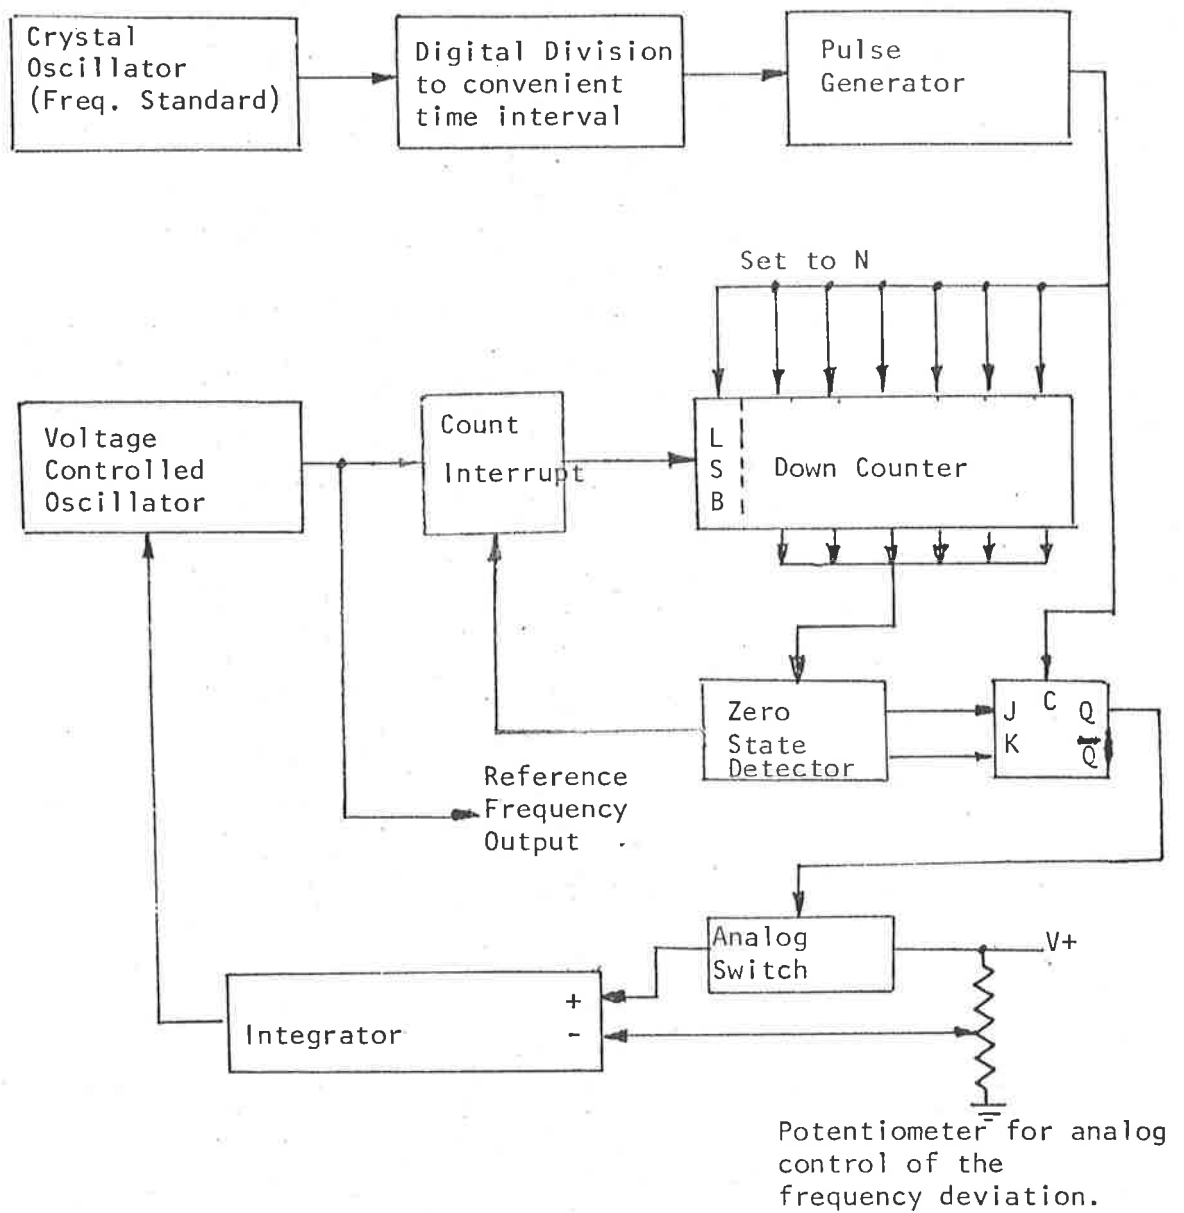 Crystal
Oscillator
(Freq. Standard)
Digital Division
to convenient
time interval
Pulse
Generator
Set to N
Voltage
Controlled
Oscillator
Count
Interrupt
L
S
B
Down Counter
Zero
State
Detector
J
C
Q
K
Q̅
Reference
Frequency
Output
Analog
Switch
V+
Integrator
+
-
Potentiometer for analog
control of the
frequency deviation.